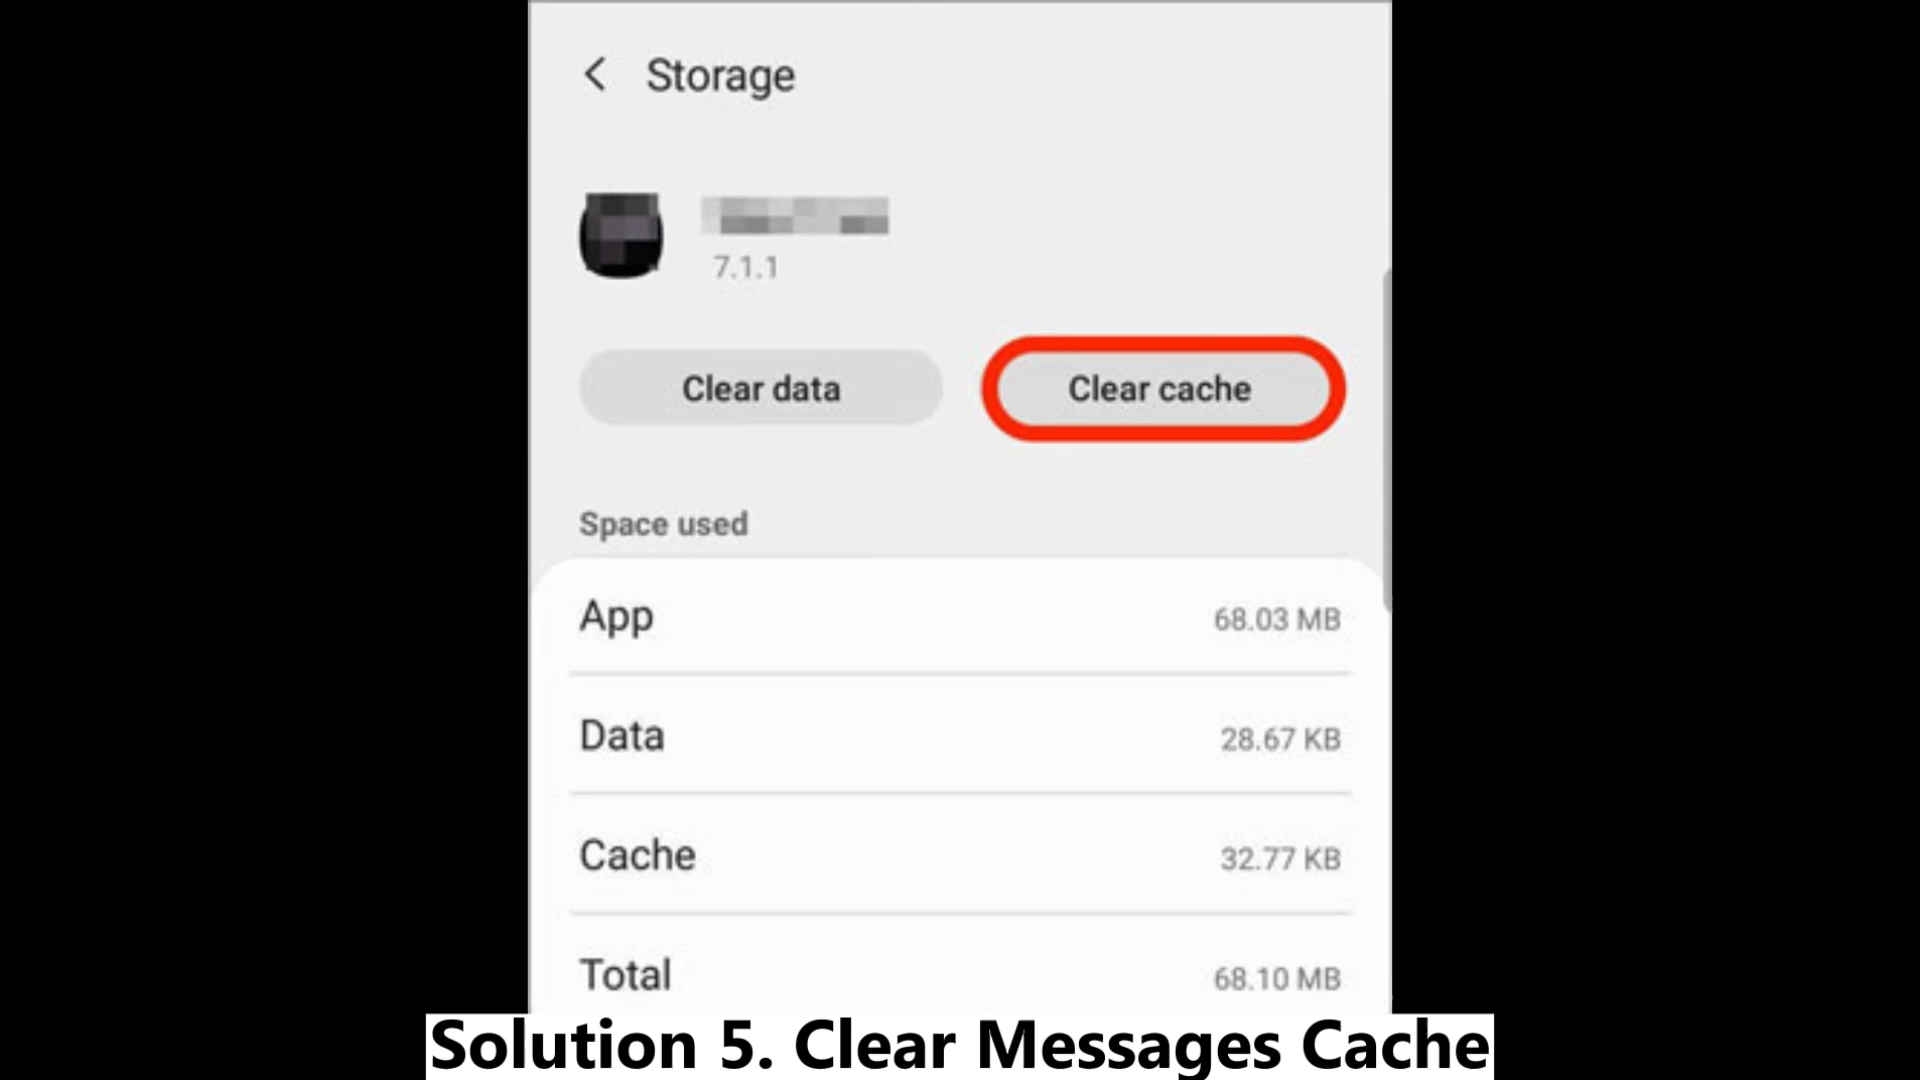 Storage
7.1.1
Clear data
Clear cache
Space used
App
68.03 MB
Data
28.67 KB
Cache
32.77 KB
Total
68.10 MB
Solution 5. Clear Messages Cache